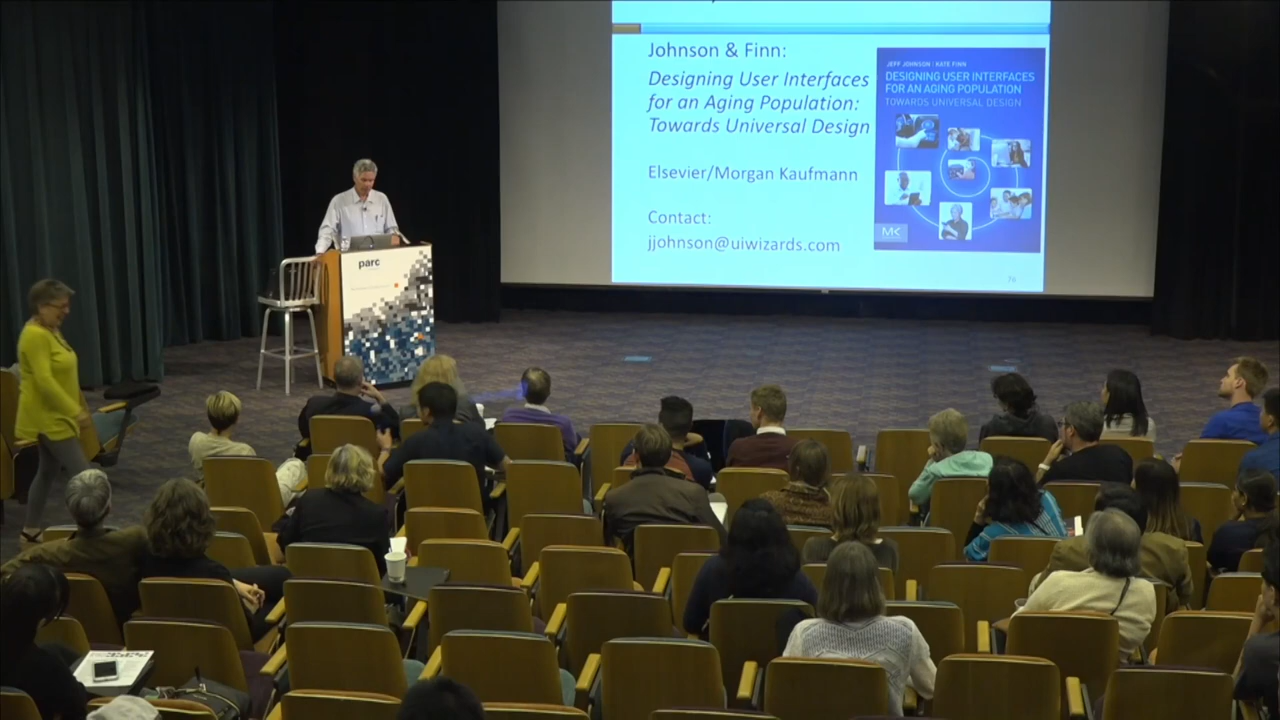 Johnson & Finn:
Designing User Interfaces
for an Aging Population:
Towards Universal Design
Elsevier/Morgan Kaufmann
Contact:
jjohnson@uiwizards.com
JEFF JOHNSON | KATE FINN
DESIGNING USER INTERFACES
FOR AN AGING POPULATION
TOWARDS UNIVERSAL DESIGN
MK
76
parc